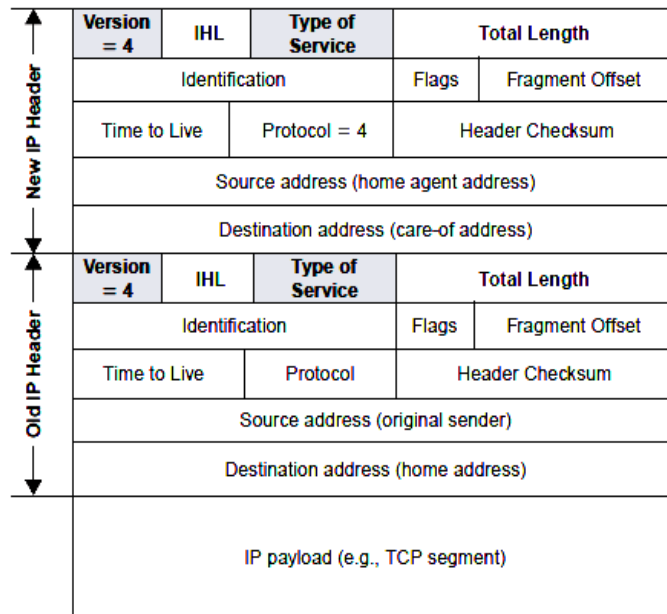 New IP Header
Version = 4 IHL Type of Service Total Length
Identification Flags Fragment Offset
Time to Live Protocol = 4 Header Checksum
Source address (home agent address)
Destination address (care-of address)
Old IP Header
Version = 4 IHL Type of Service Total Length
Identification Flags Fragment Offset
Time to Live Protocol Header Checksum
Source address (original sender)
Destination address (home address)
IP payload (e.g., TCP segment)